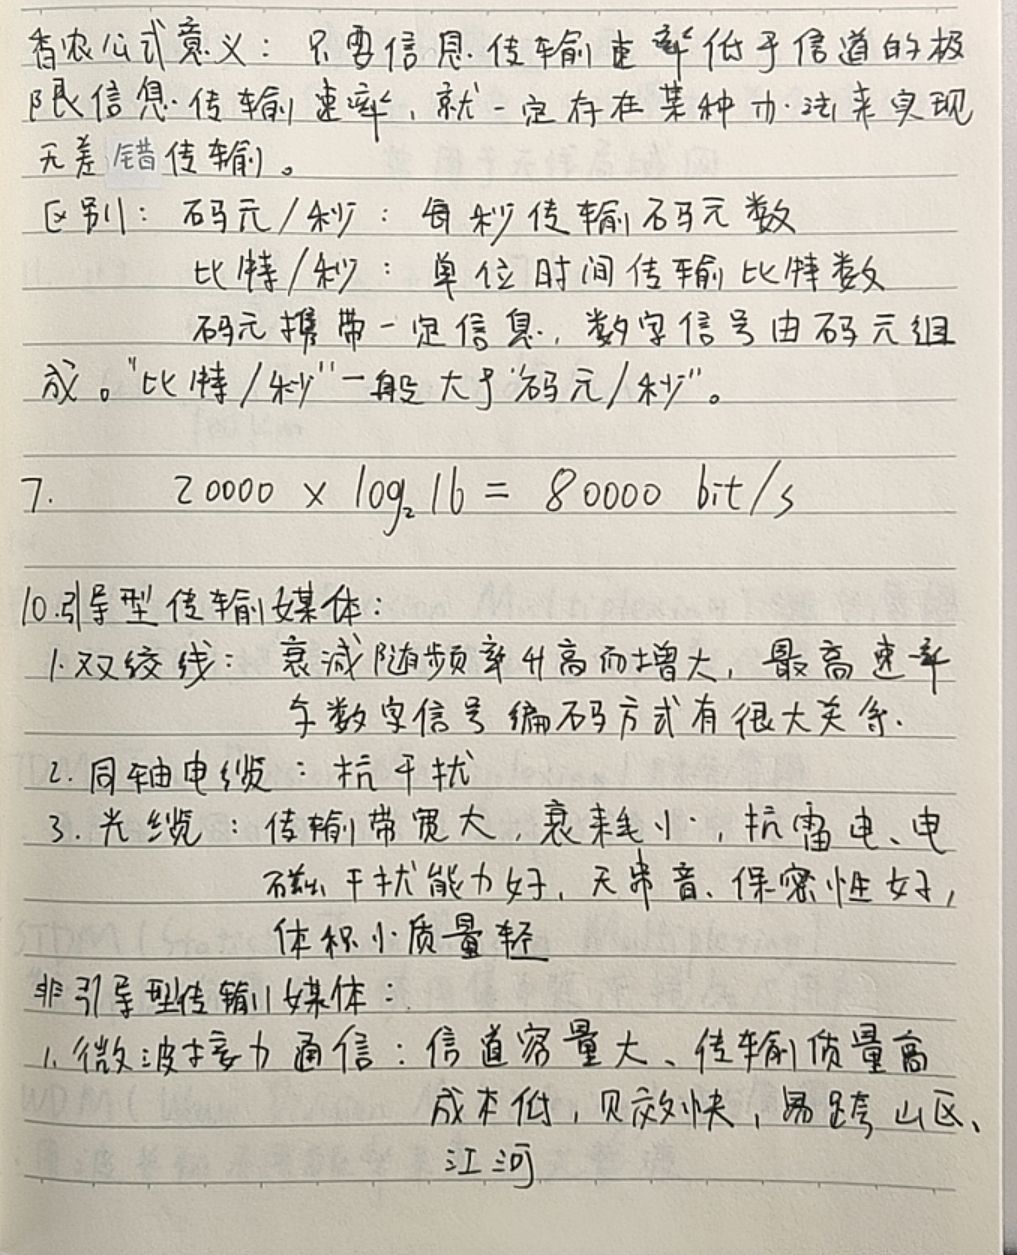 香农公式意义：只要信息传输速率低于信道的极
限信息传输速率，就一定存在某种办法来实现
无差错传输。
区别：码元/秒：每秒传输码元数
比特/秒：单位时间传输比特数
码元携带一定信息，数字信号由码元组
成。"比特/秒"一般大于"码元/秒"。
7. 20000 × log₂16 = 80000 bit/s
10.引导型传输媒体：
1.双绞线：衰减随频率升高而增大，最高速率
与数字信号编码方式有很大关系.
2.同轴电缆：抗干扰
3.光缆：传输带宽大，衰耗小，抗雷电、电
磁干扰能力好，无串音、保密性好，
体积小质量轻
非引导型传输媒体：
1.微波接力通信：信道容量大、传输质量高
成本低，见效快，易跨山区、
江河